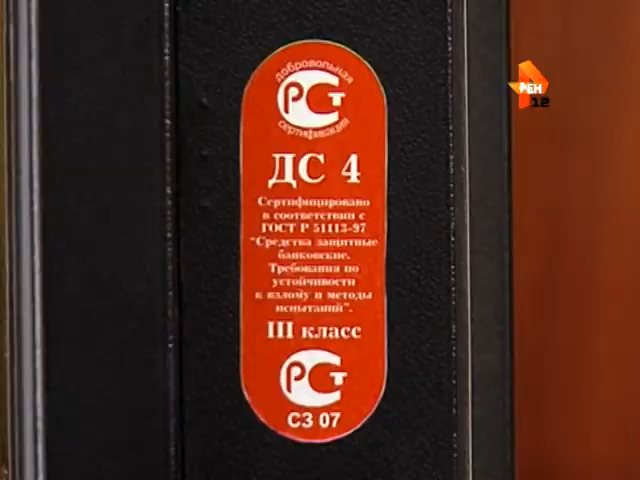 добровольная
РСТ
сертификация
ДС 4
Сертифицировано
в соответствии с
ГОСТ Р 51113-97
"Средства защитные
банковские.
Требования по
устойчивости
к взлому и методы
испытаний".
III класс
РСТ
СЗ 07
РЕН
12